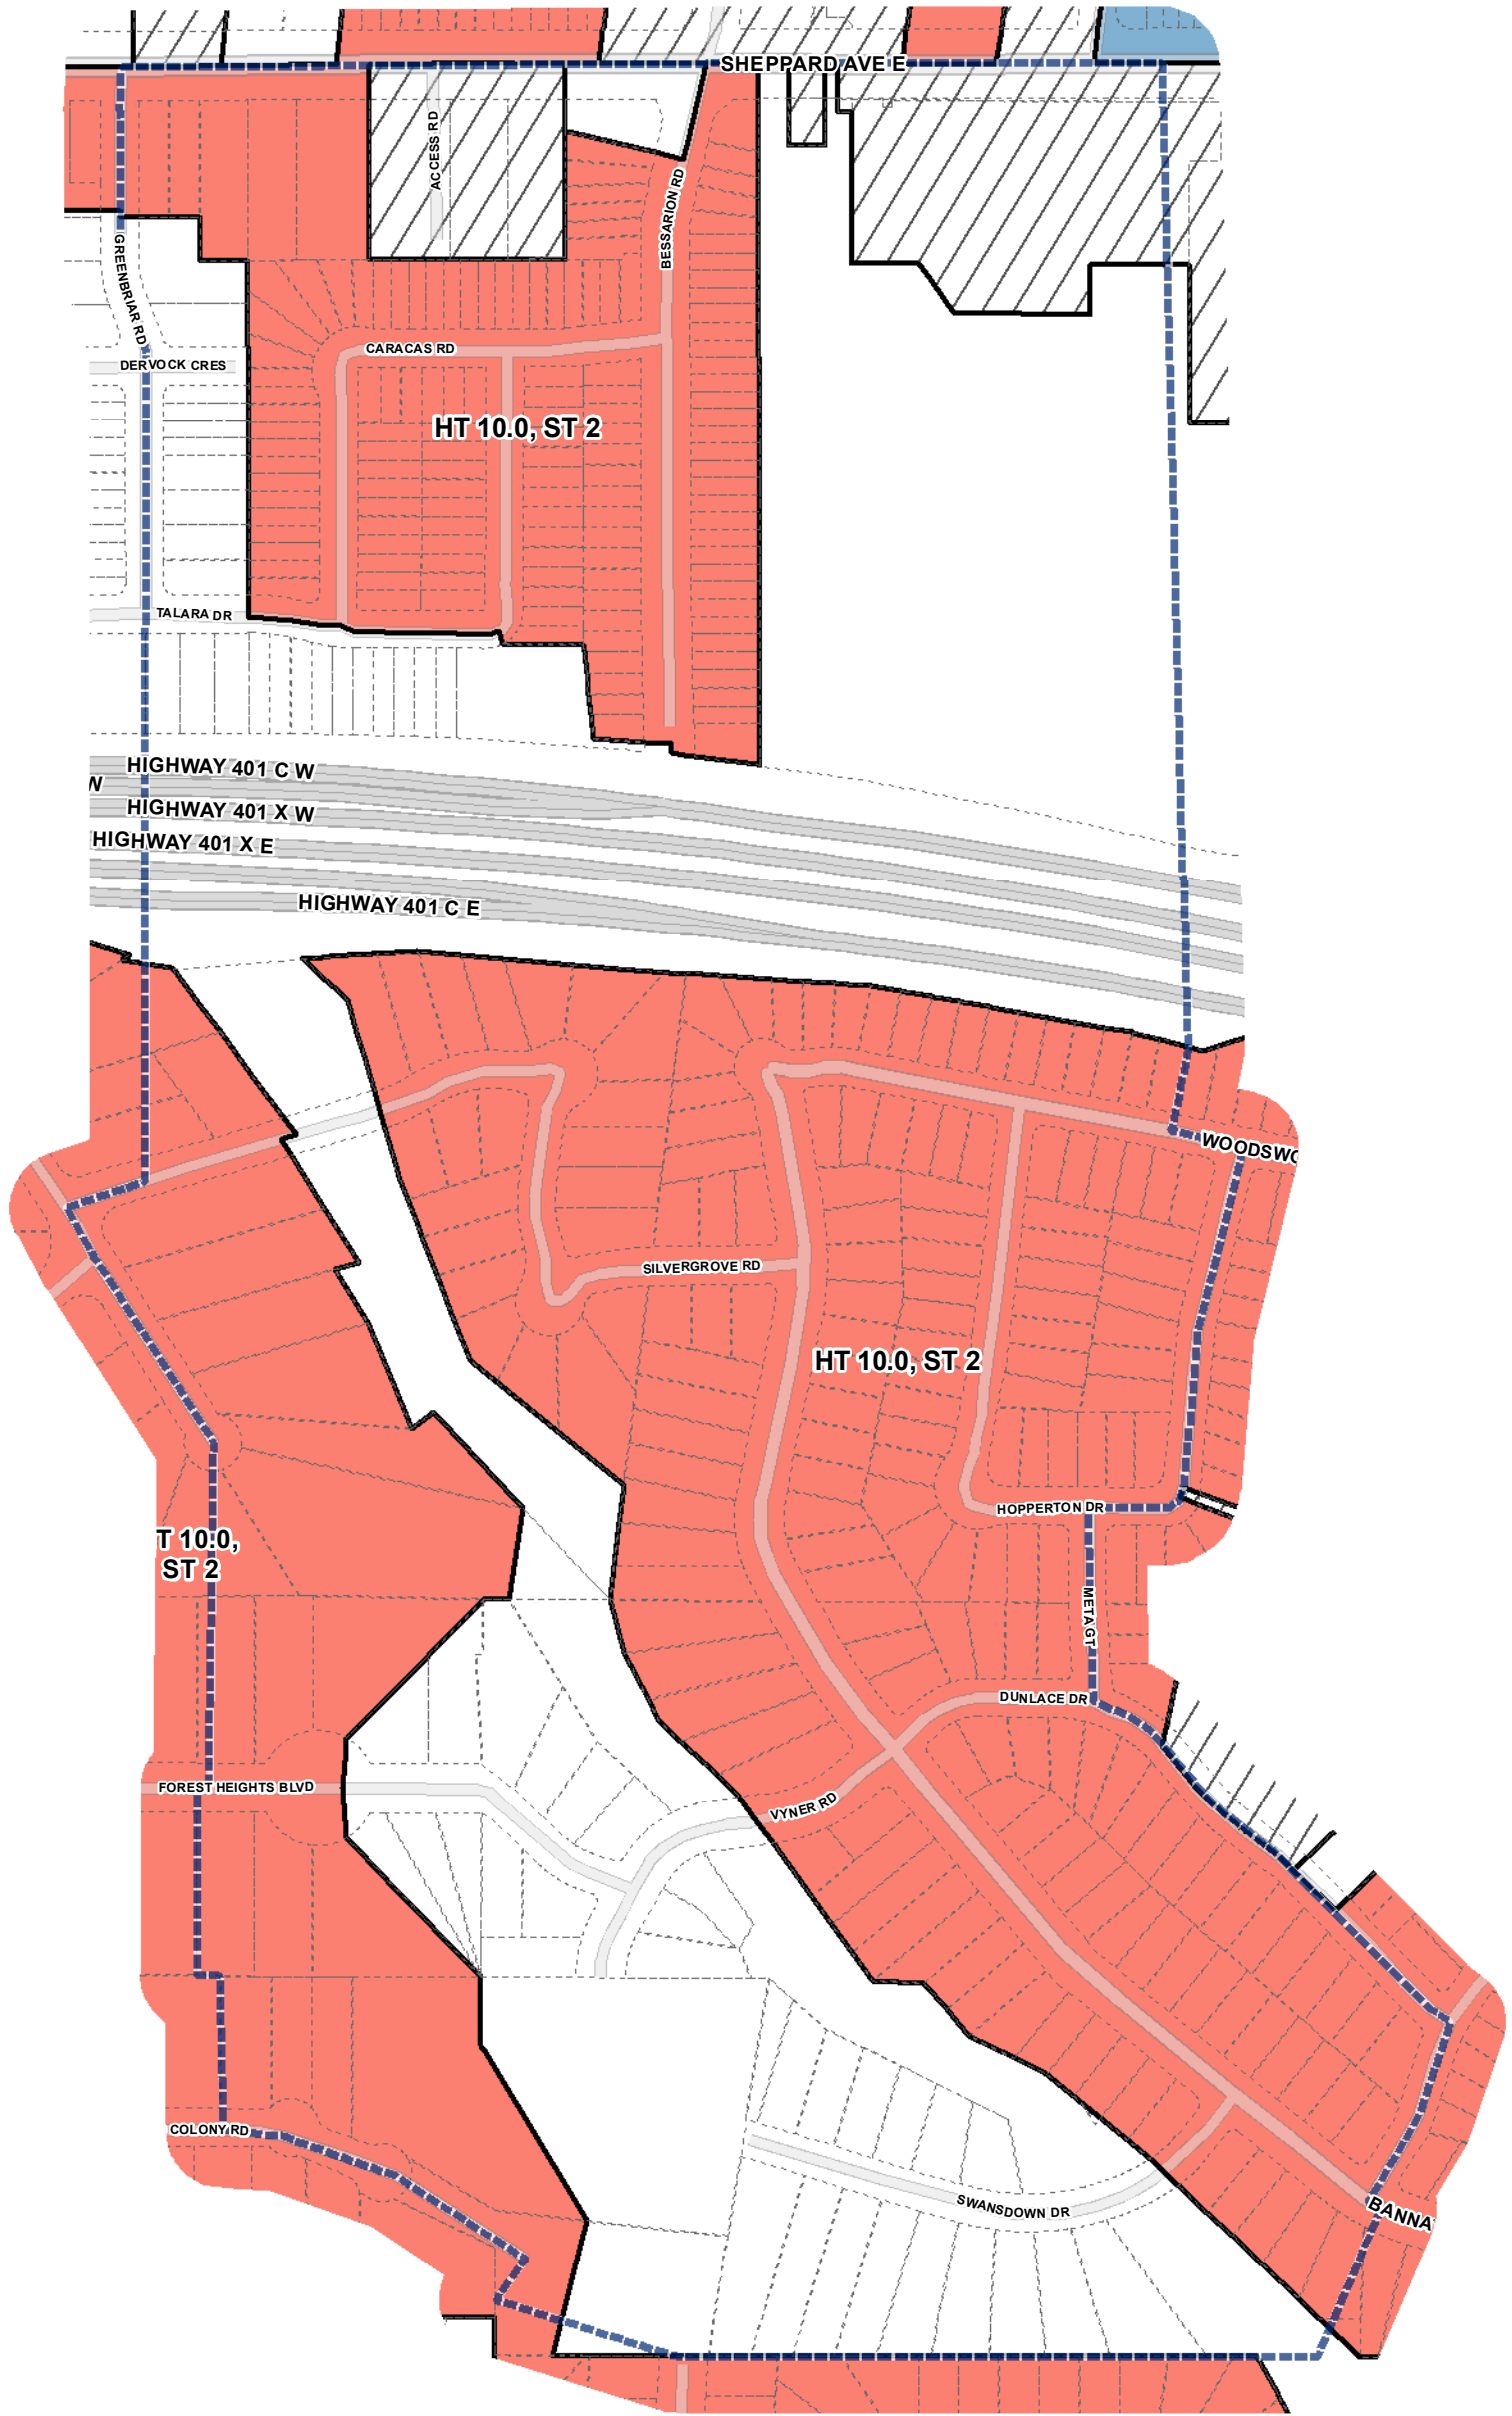 SHEPPARD AVE E
ACCESS RD
BESSARION RD
GREENBRIAR RD
CARACAS RD
DERVOCK CRES
HT 10.0, ST 2
TALARA DR
HIGHWAY 401 C W
W
HIGHWAY 401 X W
HIGHWAY 401 X E
HIGHWAY 401 C E
WOODSWO
SILVERGROVE RD
HT 10.0, ST 2
HOPPERTON DR
T 10.0,
ST 2
METAGT
DUNLACE DR
FOREST HEIGHTS BLVD
VYNER RD
COLONY RD
SWANSDOWN DR
BANNA